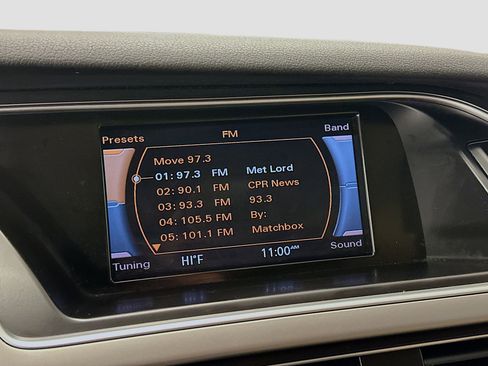 Presets FM Band
Move 97.3
01: 97.3 FM Met Lord
02: 90.1 FM CPR News
03: 93.3 FM 93.3
04: 105.5 FM By:
05: 101.1 FM Matchbox
Tuning HI°F 11:00AM Sound